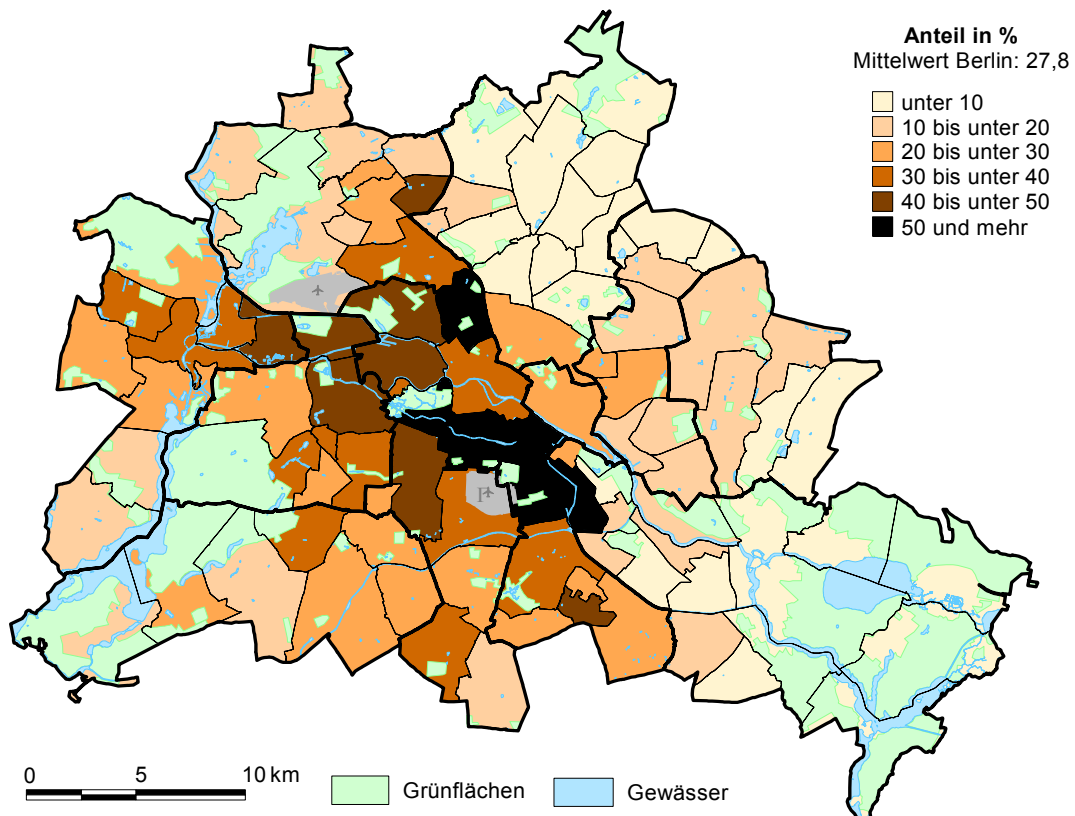 Anteil in %
Mittelwert Berlin: 27,8
unter 10
10 bis unter 20
20 bis unter 30
30 bis unter 40
40 bis unter 50
50 und mehr
0 5 10 km
Grünflächen
Gewässer